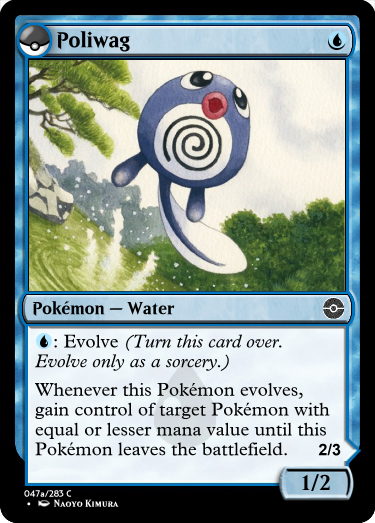 Poliwag
Pokémon — Water
: Evolve (Turn this card over.
Evolve only as a sorcery.)
Whenever this Pokémon evolves,
gain control of target Pokémon with
equal or lesser mana value until this
Pokémon leaves the battlefield.
2/3
1/2
047a/283 C
• Naoyo Kimura